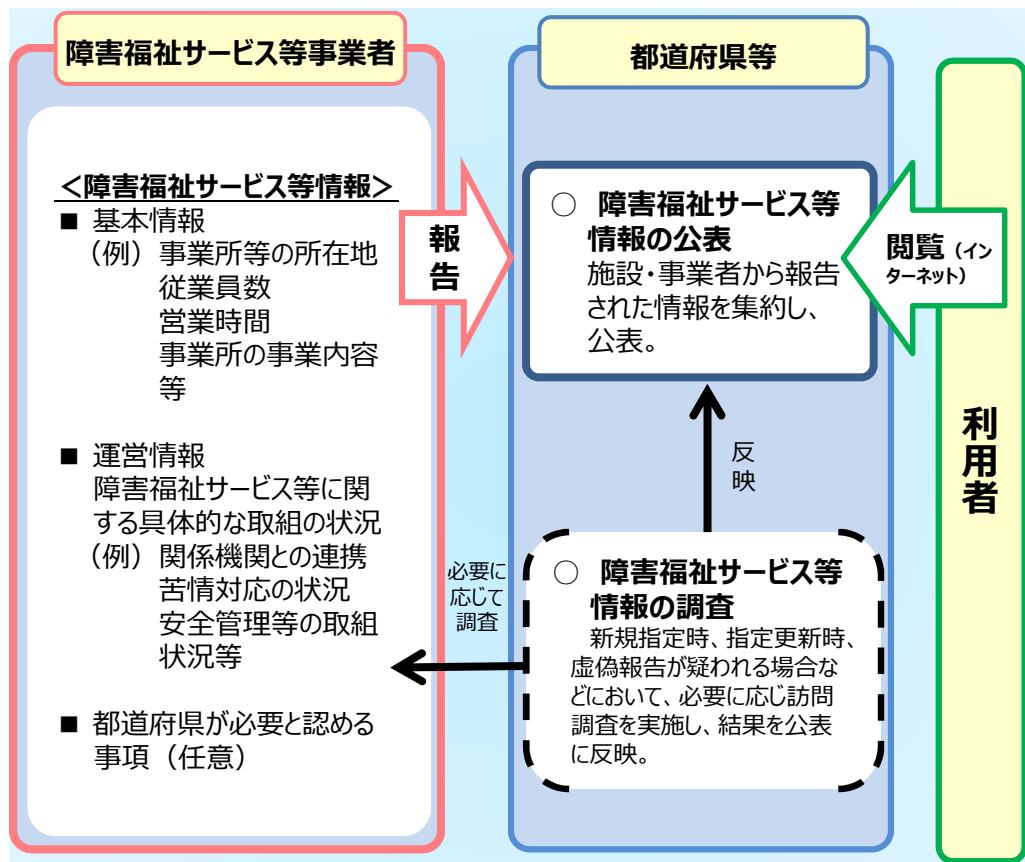 障害福祉サービス等事業者
＜障害福祉サービス等情報＞
■ 基本情報
（例）事業所等の所在地
従業員数
営業時間
事業所の事業内容
等
■ 運営情報
障害福祉サービス等に関
する具体的な取組の状況
（例）関係機関との連携
苦情対応の状況
安全管理等の取組
状況等
■ 都道府県が必要と認める
事項（任意）
報
告
必要に
応じて
調査
都道府県等
○ 障害福祉サービス等
情報の公表
施設・事業者から報告
された情報を集約し、
公表。
反
映
○ 障害福祉サービス等
情報の調査
新規指定時、指定更新時、
虚偽報告が疑われる場合な
どにおいて、必要に応じ訪問
調査を実施し、結果を公表
に反映。
閲覧（イン
ターネット）
利
用
者